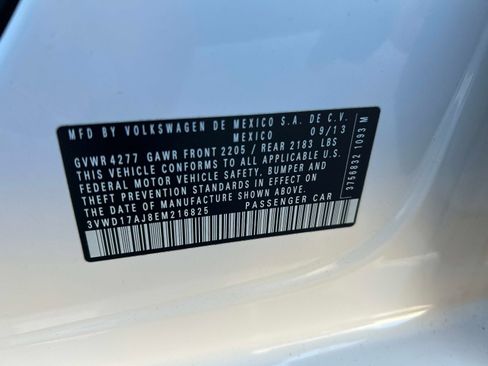 MFD BY VOLKSWAGEN DE MEXICO S.A. DE C.V.
MEXICO 09/13
GVWR 4277 GAWR FRONT 2205 / REAR 2183 LBS
THIS VEHICLE CONFORMS TO ALL APPLICABLE U.S.
FEDERAL MOTOR VEHICLE SAFETY, BUMPER AND
THEFT PREVENTION STANDARDS IN EFFECT ON
THE DATE OF MANUFACTURE SHOWN ABOVE.
3VWD17AJ8EM216825 PASSENGER CAR
3756832 1093 M